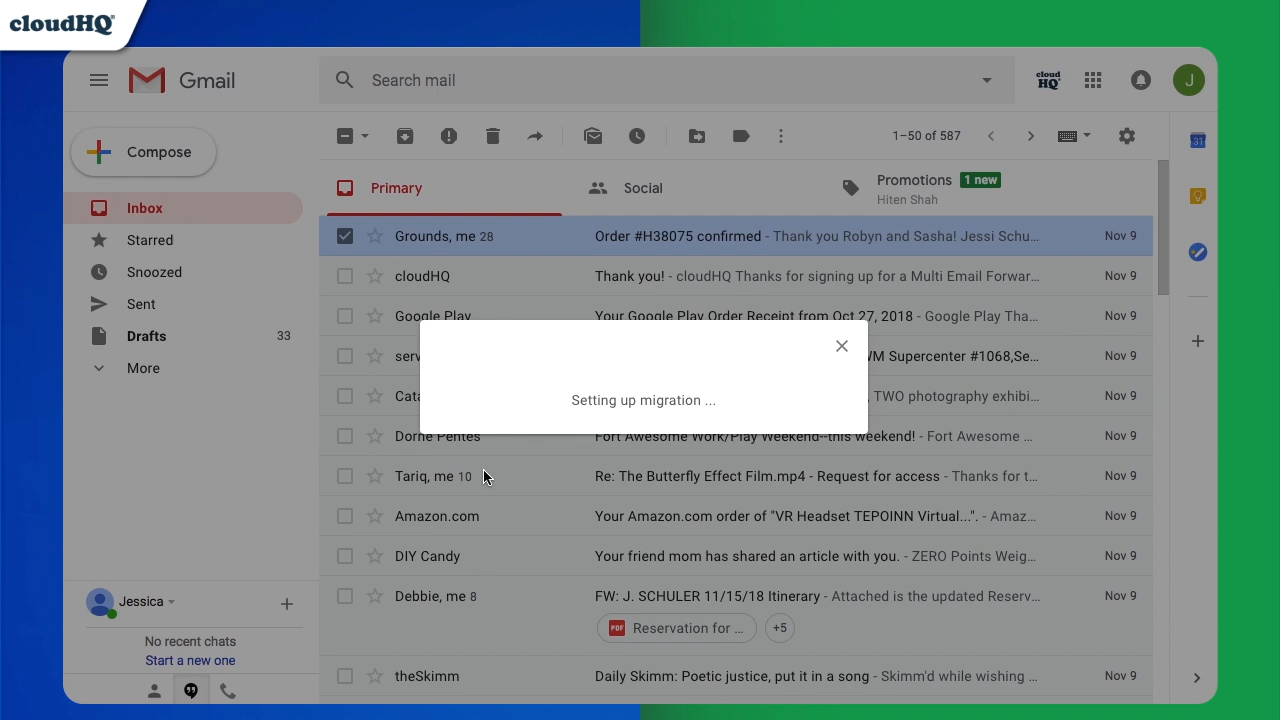 cloudHQ
Gmail
Search mail
cloud HQ
J
Compose
1–50 of 587
Primary
Social
Promotions 1 new
Hiten Shah
Inbox
Starred
Snoozed
Sent
Drafts 33
More
Grounds, me 28 Order #H38075 confirmed - Thank you Robyn and Sasha! Jessi Schu... Nov 9
cloudHQ Thank you! - cloudHQ Thanks for signing up for a Multi Email Forwar... Nov 9
Google Play Your Google Play Order Receipt from Oct 27, 2018 - Google Play Tha... Nov 9
serv Supercenter #1068,Se... Nov 9
Cata TWO photography exhibi... Nov 9
Setting up migration ...
Dorne Pentes Fort Awesome Work/Play Weekend--this weekend! - Fort Awesome ... Nov 9
Tariq, me 10 Re: The Butterfly Effect Film.mp4 - Request for access - Thanks for t... Nov 9
Amazon.com Your Amazon.com order of "VR Headset TEPOINN Virtual...". - Amaz... Nov 9
DIY Candy Your friend mom has shared an article with you. - ZERO Points Weig... Nov 9
Debbie, me 8 FW: J. SCHULER 11/15/18 Itinerary - Attached is the updated Reserv... Nov 9
PDF Reservation for ... +5
theSkimm Daily Skimm: Poetic justice, put it in a song - Skimm'd while wishing ... Nov 9
Jessica
No recent chats
Start a new one
31